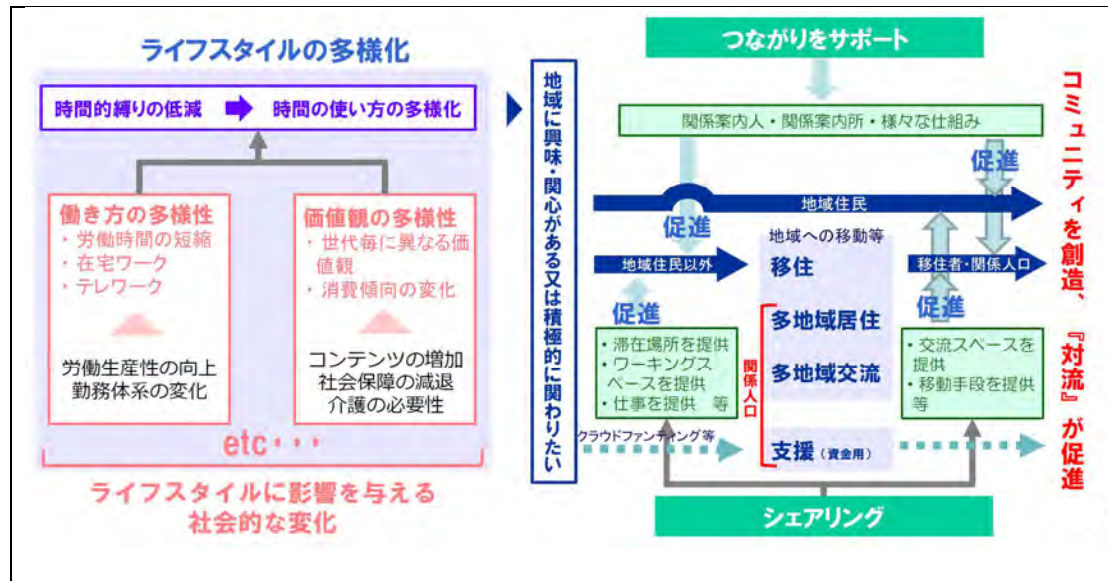 ライフスタイルの多様化
時間的縛りの低減
時間の使い方の多様化
働き方の多様性
・労働時間の短縮
・在宅ワーク
・テレワーク
労働生産性の向上
勤務体系の変化
価値観の多様性
・世代毎に異なる価
値観
・消費傾向の変化
コンテンツの増加
社会保障の減退
介護の必要性
etc・・・
ライフスタイルに影響を与える
社会的な変化
地域に興味・関心がある又は積極的に関わりたい
つながりをサポート
関係案内人・関係案内所・様々な仕組み
促進
促進
地域住民
地域への移動等
地域住民以外
移住
移住者・関係人口
促進
促進
多地域居住
多地域交流
関係人口
・滞在場所を提供
・ワーキングス
ペースを提供
・仕事を提供 等
・交流スペースを
提供
・移動手段を提供
等
クラウドファンティング等
支援(資金用)
シェアリング
コミュニティを創造、『対流』が促進